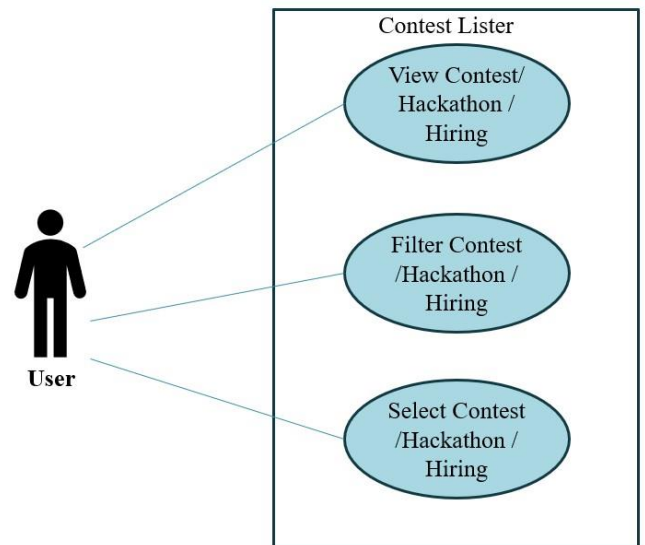 Contest Lister
View Contest/
Hackathon /
Hiring
Filter Contest
/Hackathon /
Hiring
User
Select Contest
/Hackathon /
Hiring